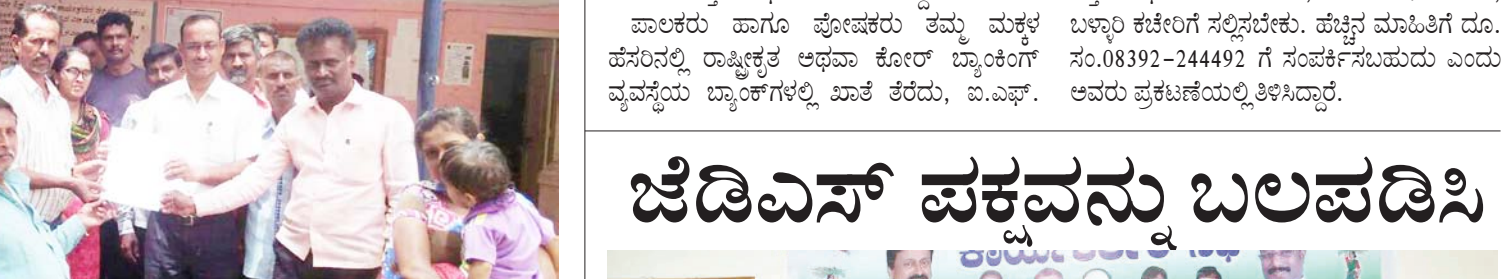 ಪಾಲಕರು ಹಾಗೂ ಪೋಷಕರು ತಮ್ಮ ಮಕ್ಕಳ
ಹೆಸರಿನಲ್ಲಿ ರಾಷ್ಟ್ರೀಕೃತ ಅಥವಾ ಕೋರ್ ಬ್ಯಾಂಕಿಂಗ್
ವ್ಯವಸ್ಥೆಯ ಬ್ಯಾಂಕ್‌ಗಳಲ್ಲಿ ಖಾತೆ ತೆರೆದು, ಐ.ಎಫ್.
ಬಳ್ಳಾರಿ ಕಚೇರಿಗೆ ಸಲ್ಲಿಸಬೇಕು. ಹೆಚ್ಚಿನ ಮಾಹಿತಿಗೆ ದೂ.
ಸಂ.08392-244492 ಗೆ ಸಂಪರ್ಕಿಸಬಹುದು ಎಂದು
ಅವರು ಪ್ರಕಟಣೆಯಲ್ಲಿ ತಿಳಿಸಿದ್ದಾರೆ.
ಜೆಡಿಎಸ್ ಪಕ್ಷವನ್ನು ಬಲಪಡಿಸಿ